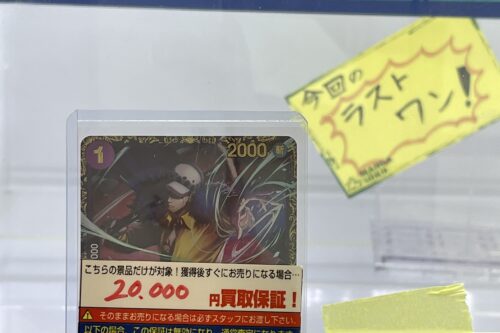 今回の
ラスト
ワン!
1
2000
斬
こちらの景品だけが対象！獲得後すぐにお売りになる場合…
20.000
円買取保証！
そのままお売りになる場合は必ずスタッフにお渡し下さい。